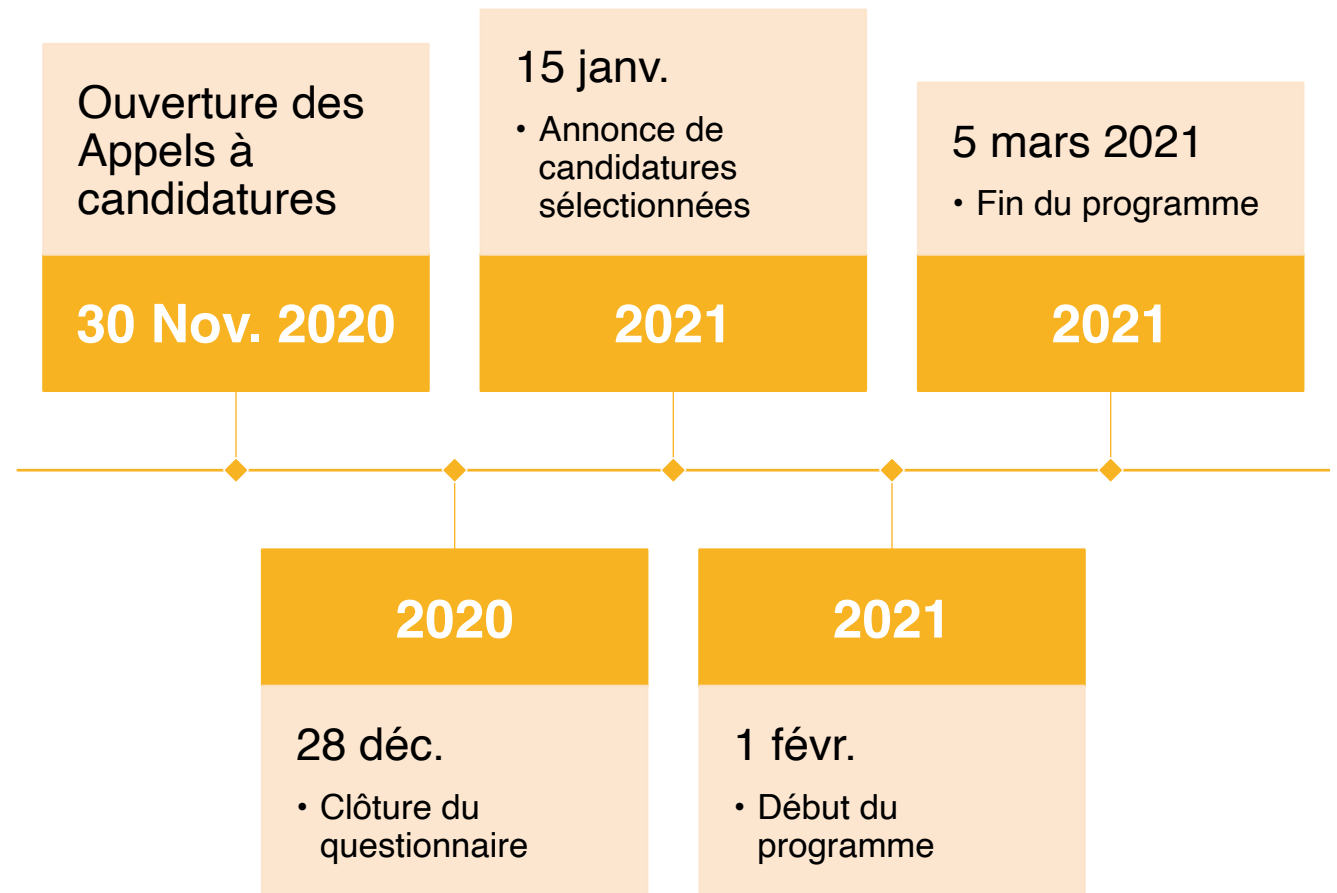 Ouverture des
Appels à
candidatures
30 Nov. 2020
2020
28 déc.
• Clôture du
questionnaire
15 janv.
• Annonce de
candidatures
sélectionnées
2021
2021
1 févr.
• Début du
programme
5 mars 2021
• Fin du programme
2021